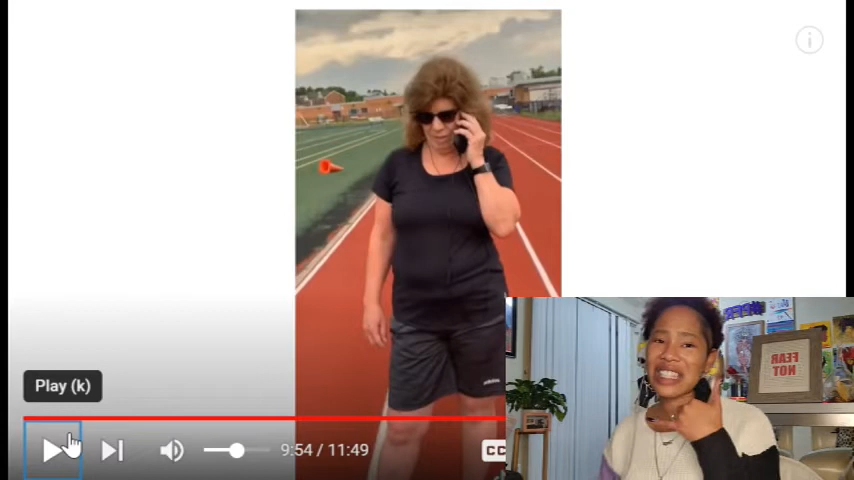 adidas
FEAR
NOT
Play (k)
9:54 / 11:49
CC